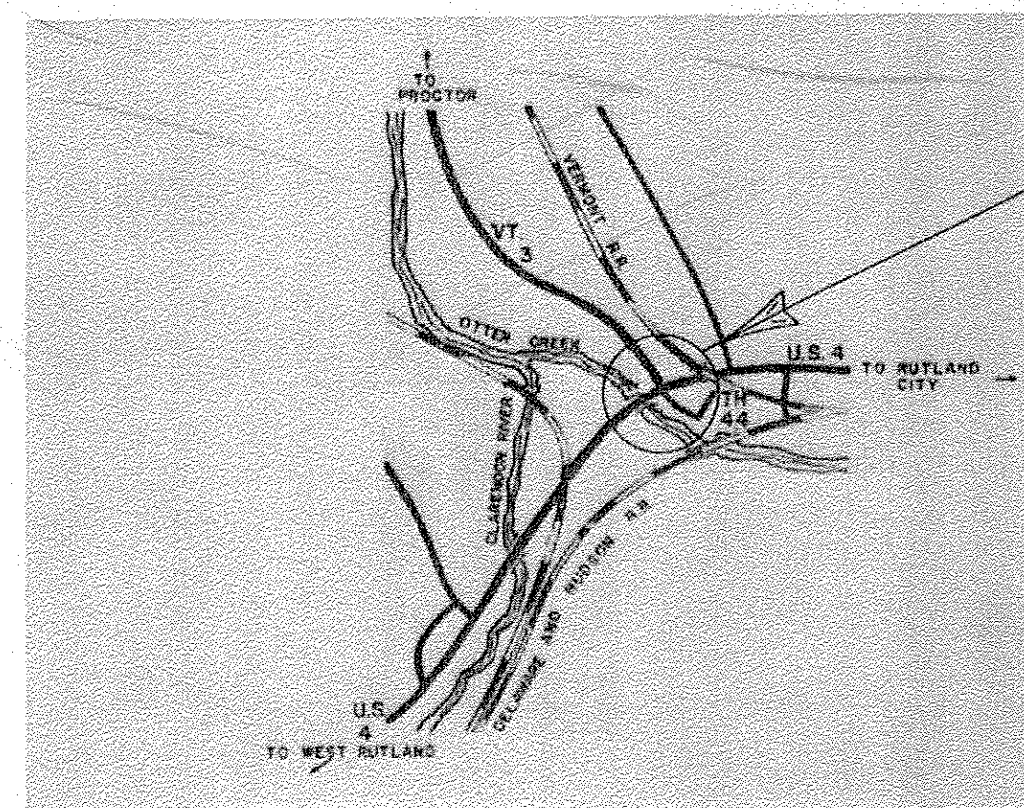 TO
PROCTOR
VERMONT R.R.
VT
3
OTTER CREEK
U.S. 4
TO RUTLAND
CITY
TH
44
CLARENDON RIVER
DELAWARE AND HUDSON R.R.
U.S.
4
TO WEST RUTLAND